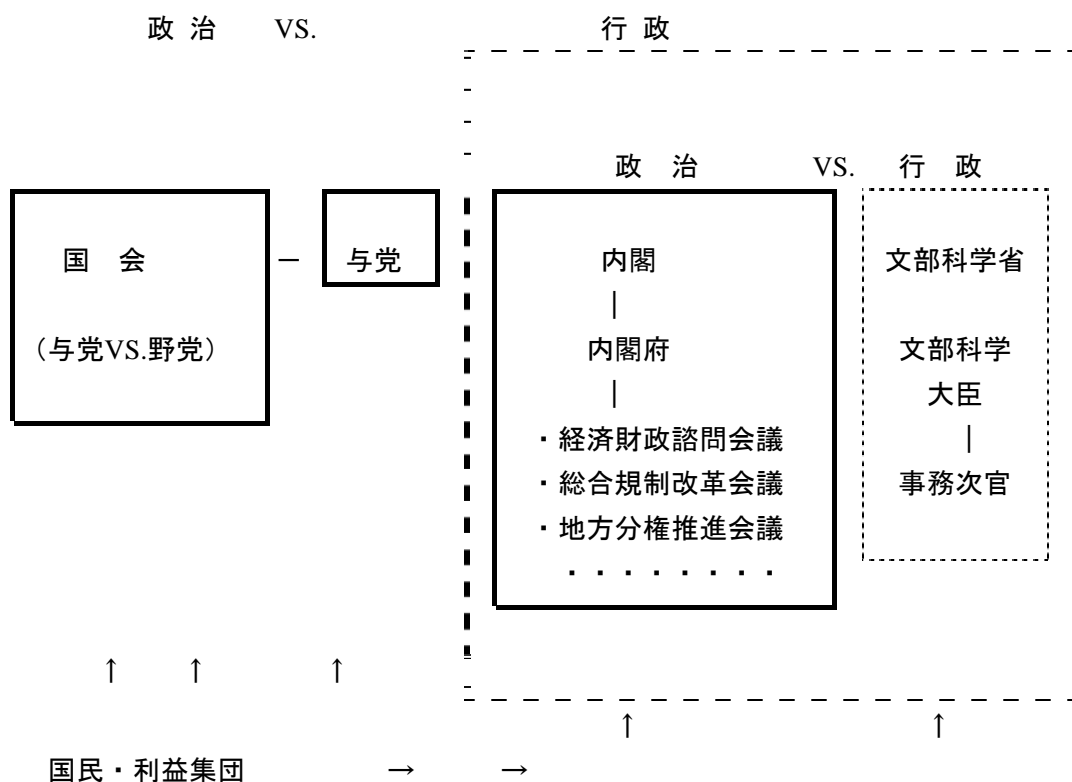 政 治 VS. 行 政
政 治 VS. 行 政
国 会 － 与党 内閣 文部科学省
｜
（与党VS.野党） 内閣府 文部科学
｜ 大臣
・経済財政諮問会議 ｜
・総合規制改革会議 事務次官
・地方分権推進会議
・・・・・・・・
↑ ↑ ↑
↑ ↑
国民・利益集団 → →